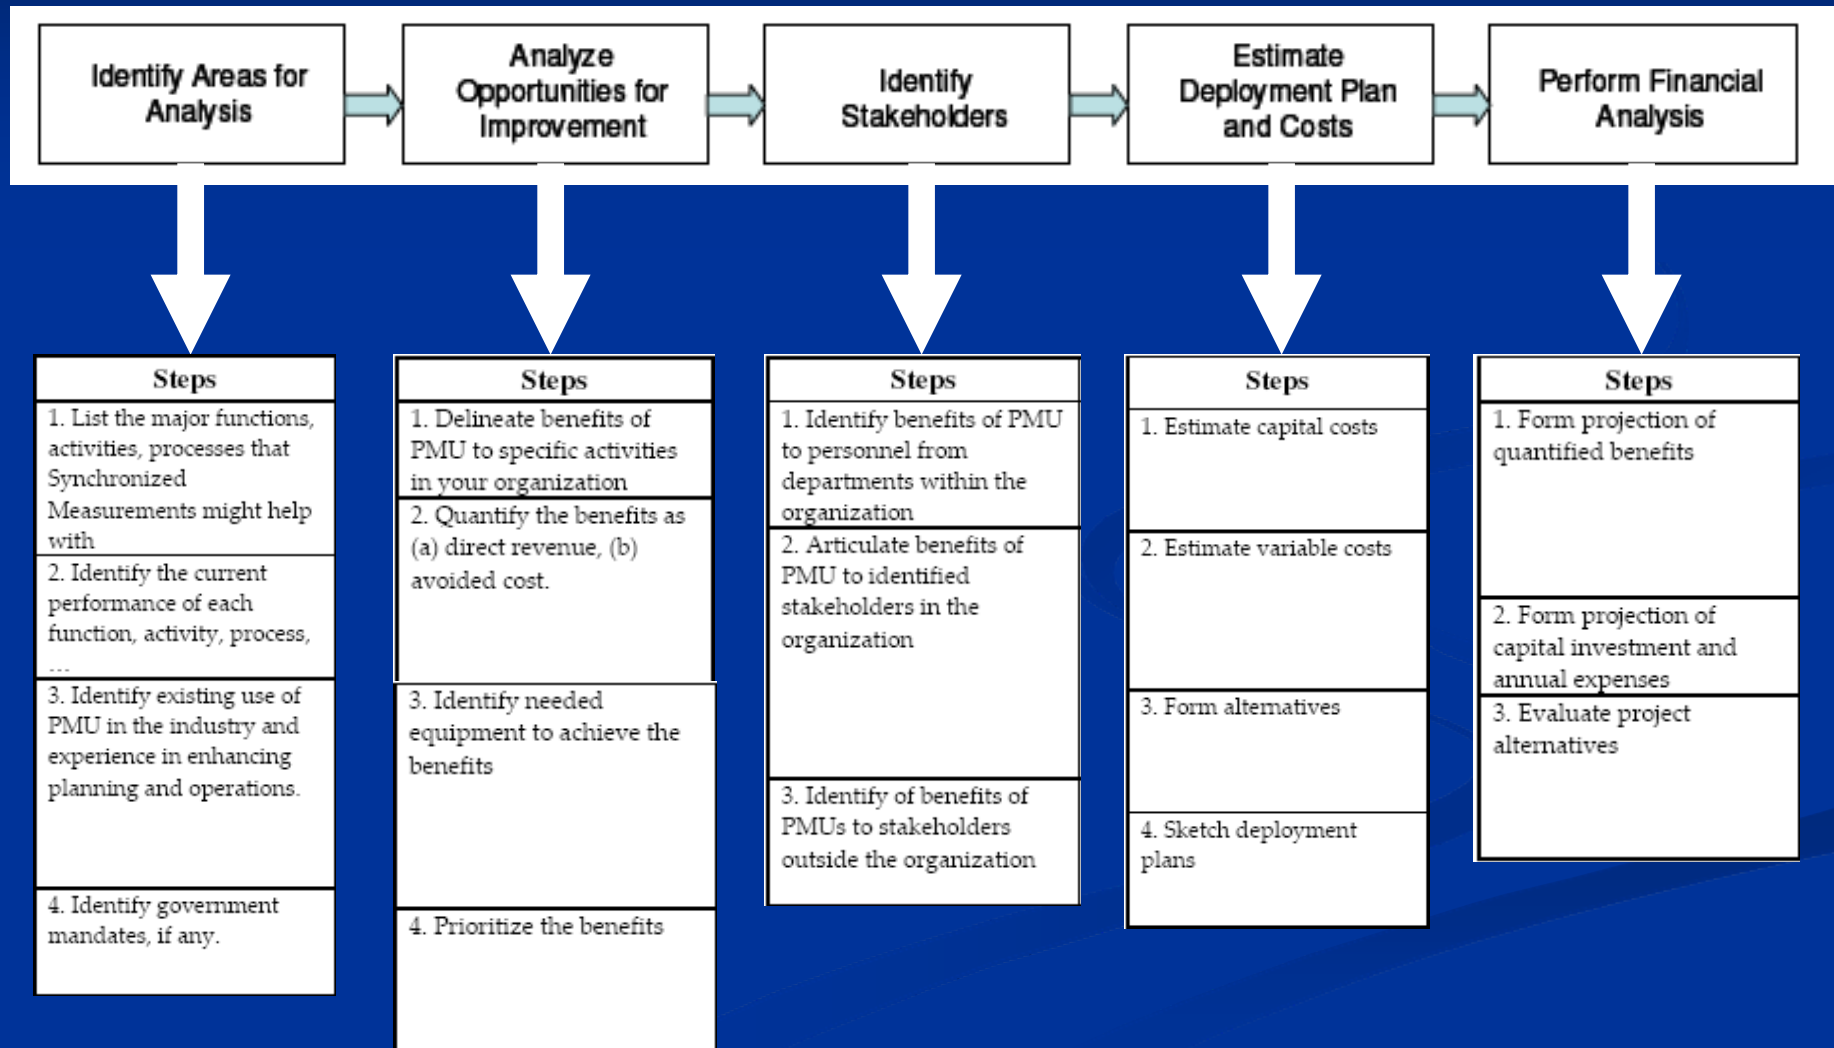 Identify Areas for
Analysis
Analyze
Opportunities for
Improvement
Identify
Stakeholders
Estimate
Deployment Plan
and Costs
Perform Financial
Analysis
Steps
1. List the major functions,
activities, processes that
Synchronized
Measurements might help
with
2. Identify the current
performance of each
function, activity, process,
…
3. Identify existing use of
PMU in the industry and
experience in enhancing
planning and operations.
4. Identify government
mandates, if any.
Steps
1. Delineate benefits of
PMU to specific activities
in your organization
2. Quantify the benefits as
(a) direct revenue, (b)
avoided cost.
3. Identify needed
equipment to achieve the
benefits
4. Prioritize the benefits
Steps
1. Identify benefits of PMU
to personnel from
departments within the
organization
2. Articulate benefits of
PMU to identified
stakeholders in the
organization
3. Identify of benefits of
PMUs to stakeholders
outside the organization
Steps
1. Estimate capital costs
2. Estimate variable costs
3. Form alternatives
4. Sketch deployment
plans
Steps
1. Form projection of
quantified benefits
2. Form projection of
capital investment and
annual expenses
3. Evaluate project
alternatives